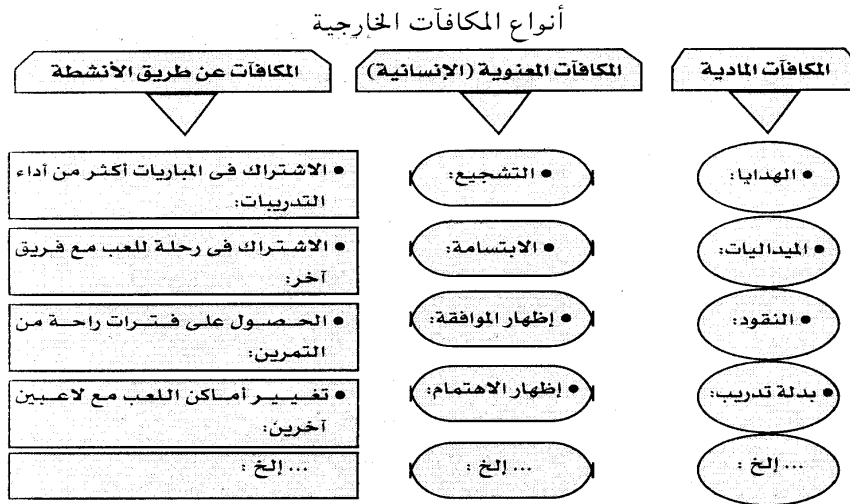 أنواع المكافآت الخارجية
المكافآت المادية
• الهدايا:
• الميداليات:
• النقود:
• بدلة تدريب:
... إلخ :
المكافآت المعنوية (الإنسانية)
• التشجيع:
• الابتسامة:
• إظهار الموافقة:
• إظهار الاهتمام:
... إلخ :
المكافآت عن طريق الأنشطة
• الاشتراك فى المباريات أكثر من أداء
التدريبات:
• الاشتراك فى رحلة للعب مع فريق
آخر:
• الحصول على فترات راحة من
التمرين:
• تغيير أماكن اللعب مع لاعبين
آخرين:
... إلخ :